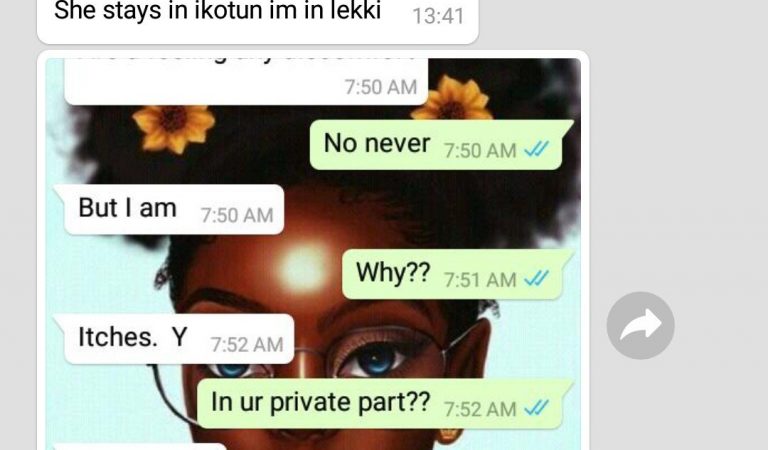 She stays in ikotun im in lekki 13:41
7:50 AM
No never 7:50 AM
But I am 7:50 AM
Why?? 7:51 AM
Itches. Y 7:52 AM
In ur private part?? 7:52 AM